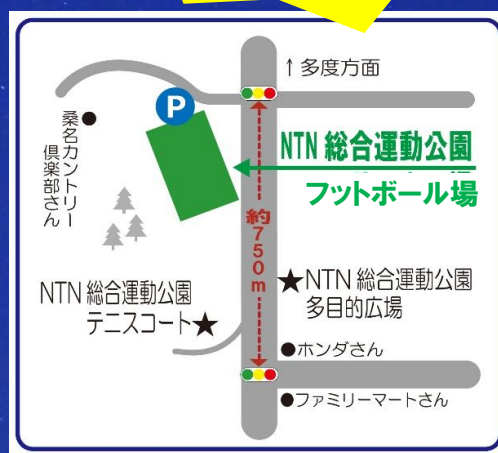 ↑多度方面
P
桑名カントリー
倶楽部さん
NTN 総合運動公園
フットボール場
約750m
NTN 総合運動公園
テニスコート★
★NTN 総合運動公園
多目的広場
●ホンダさん
●ファミリーマートさん